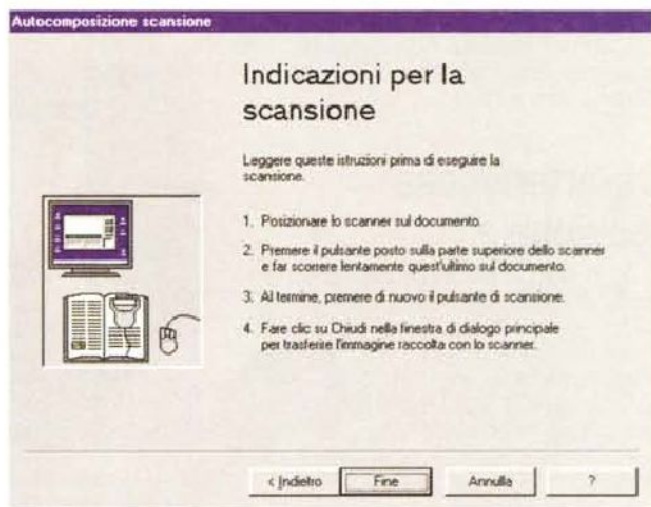 Autocomposizione scansione
Indicazioni per la
scansione
Leggere queste istruzioni prima di eseguire la
scansione.
1. Posizionare lo scanner sul documento.
2. Premere il pulsante posto sulla parte superiore dello scanner
e far scorrere lentamente quest'ultimo sul documento.
3. Al termine, premere di nuovo il pulsante di scansione.
4. Fare clic su Chiudi nella finestra di dialogo principale
per trasferire l'immagine raccolta con lo scanner.
< Indietro Fine Annulla ?